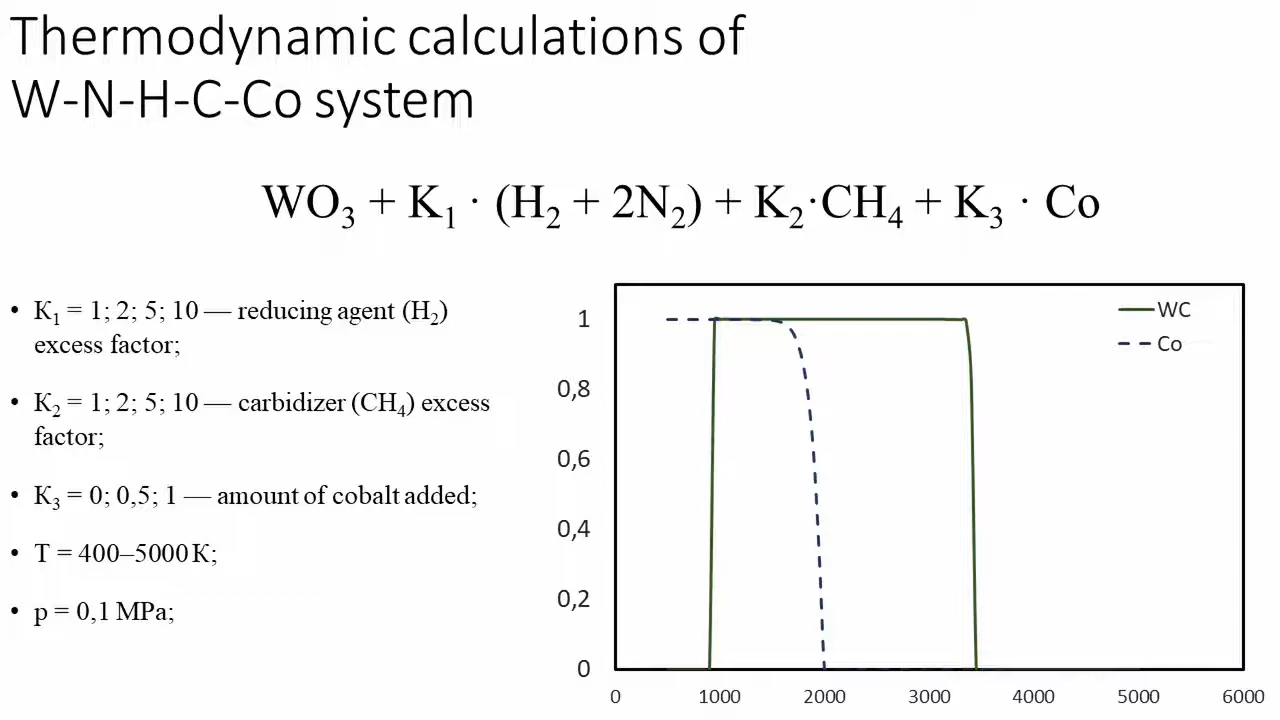 Thermodynamic calculations of
W-N-H-C-Co system
WO₃ + K₁ · (H₂ + 2N₂) + K₂·CH₄ + K₃ · Co
• K₁ = 1; 2; 5; 10 — reducing agent (H₂)
excess factor;
• K₂ = 1; 2; 5; 10 — carbidizer (CH₄) excess
factor;
• K₃ = 0; 0,5; 1 — amount of cobalt added;
• T = 400–5000 K;
• p = 0,1 MPa;
WC
Co
1
0,8
0,6
0,4
0,2
0
0 1000 2000 3000 4000 5000 6000